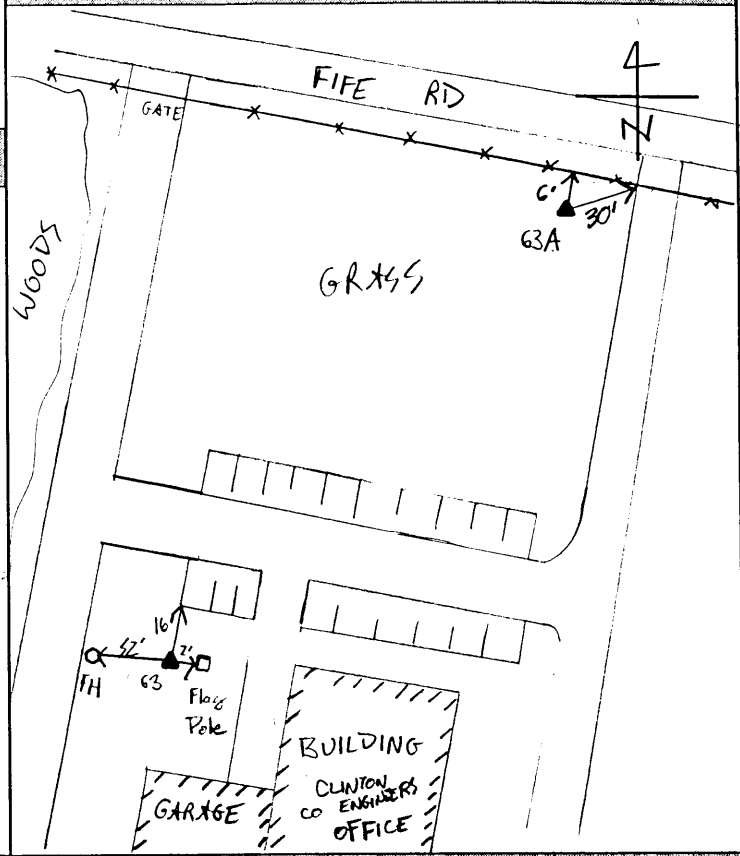 FIFE RD
N
GATE
6'
30'
63A
WOODS
GRASS
16'
52'
2'
FH
63
Flag
Pole
BUILDING
CLINTON
CO ENGINEERS
OFFICE
GARAGE